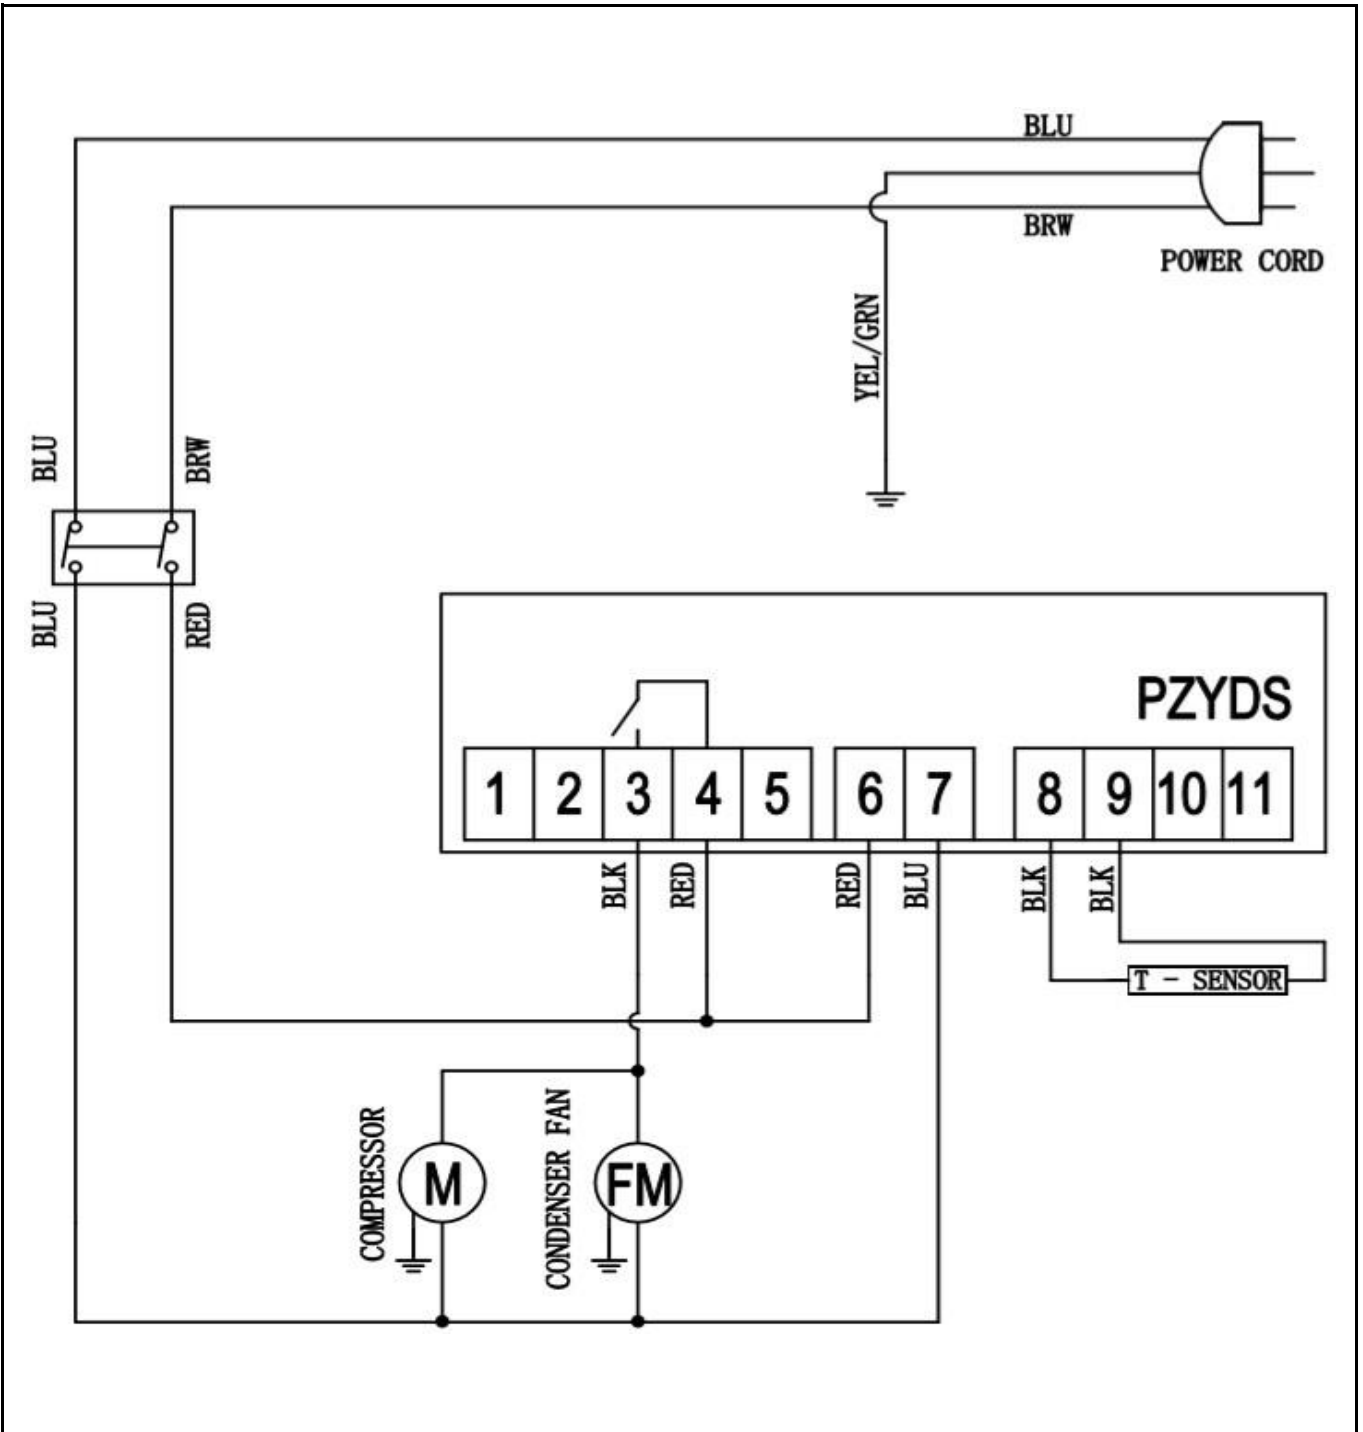 BLU
BRW
POWER CORD
YEL/GRN
BLU
BRW
BLU
RED
PZYDS
1 2 3 4 5 6 7 8 9 10 11
BLK
RED
RED
BLU
BLK
BLK
T - SENSOR
COMPRESSOR
M
CONDENSER FAN
FM